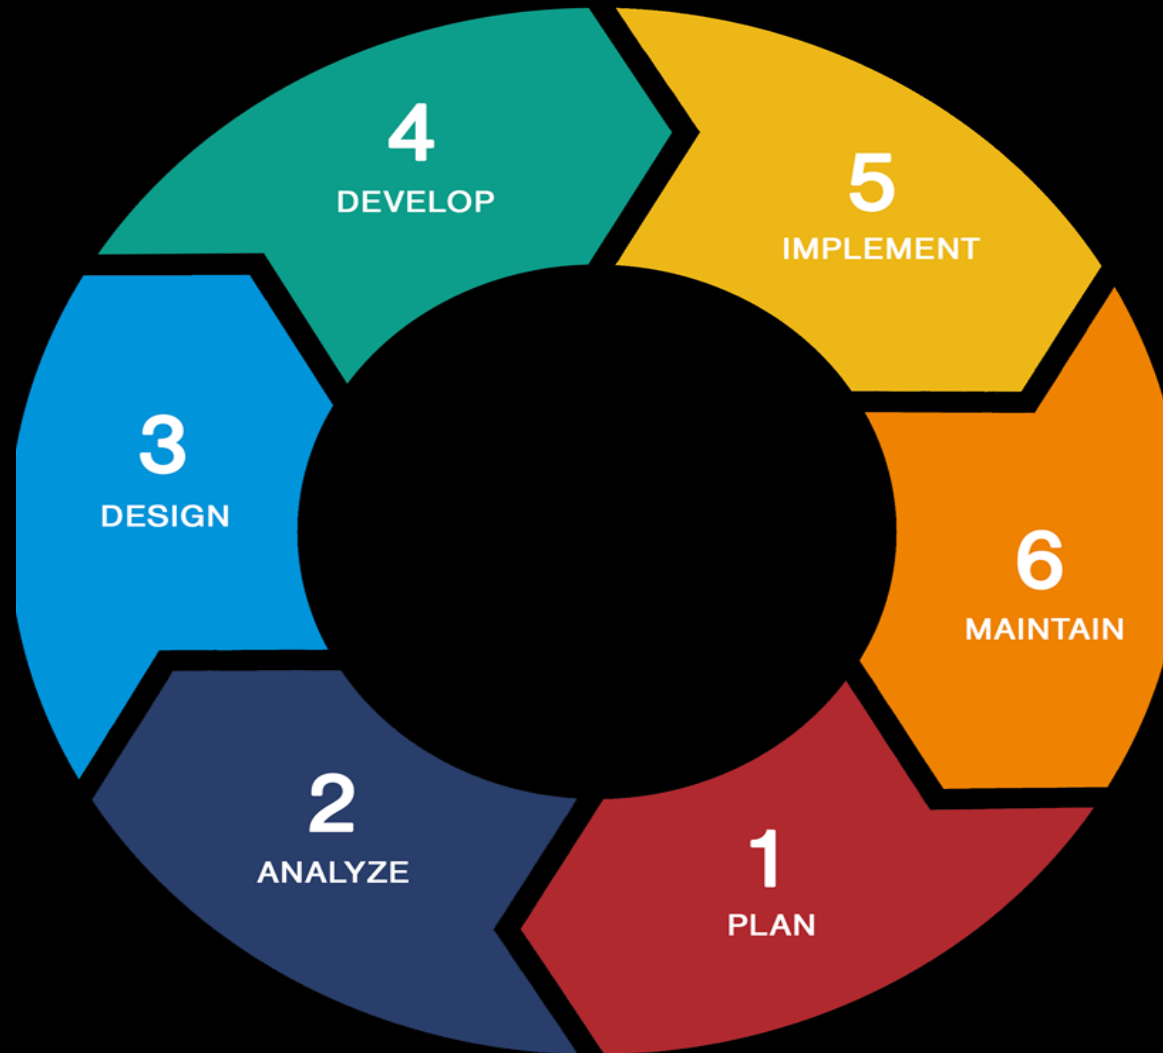 4
DEVELOP
5
IMPLEMENT
3
DESIGN
6
MAINTAIN
2
ANALYZE
1
PLAN